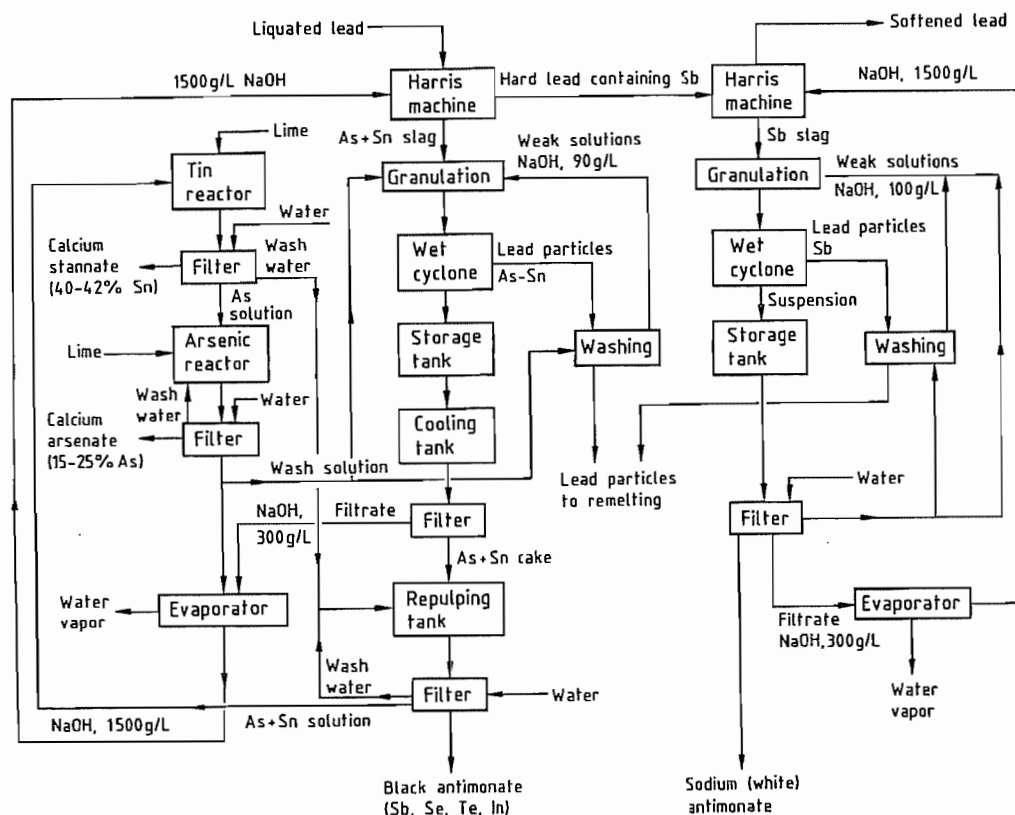 Liquated lead
Softened lead
1500g/L NaOH
Harris
machine
Hard lead containing Sb
Harris
machine
NaOH, 1500g/L
As+Sn slag
Sb slag
Lime
Tin
reactor
Granulation
Weak solutions
NaOH, 90g/L
Granulation
Weak solutions
NaOH, 100g/L
Water
Calcium
stannate
(40-42% Sn)
Filter
Wash
water
Wet
cyclone
Lead particles
As-Sn
Wet
cyclone
Lead particles
Sb
As
solution
Suspension
Lime
Arsenic
reactor
Storage
tank
Washing
Storage
tank
Washing
Wash
water
Water
Calcium
arsenate
(15-25% As)
Filter
Cooling
tank
Wash solution
Lead particles
to remelting
Water
NaOH,
300g/L
Filtrate
Filter
Filter
As+Sn cake
Water
vapor
Evaporator
Repulping
tank
Filtrate
NaOH,300g/L
Evaporator
Wash
water
Filter
Water
Water
vapor
NaOH, 1500g/L
As+Sn solution
Black antimonate
(Sb, Se, Te, In)
Sodium (white)
antimonate